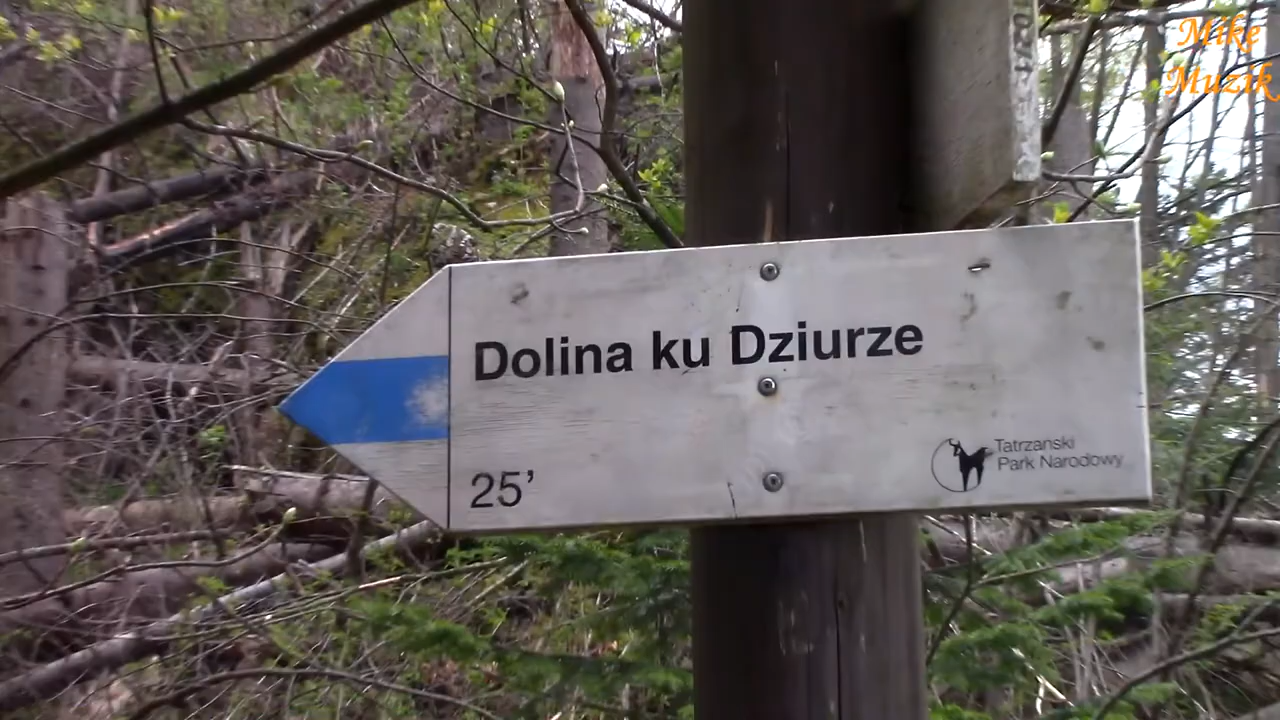 Mike
Muzik
Dolina ku Dziurze
25’
Tatrzanski
Park Narodowy